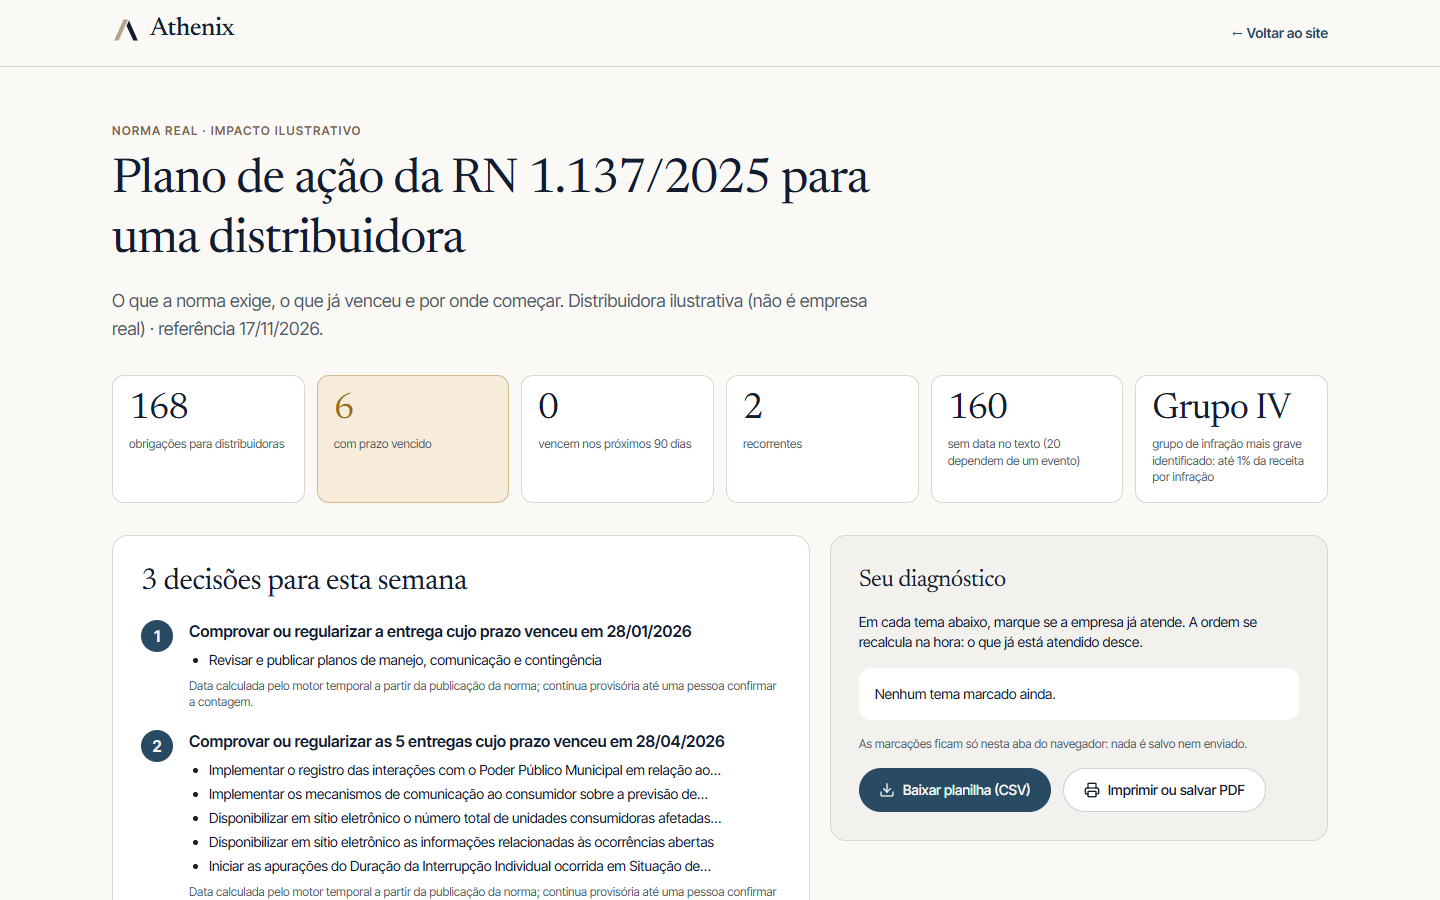 Athenix
← Voltar ao site
NORMA REAL · IMPACTO ILUSTRATIVO
Plano de ação da RN 1.137/2025 para
uma distribuidora
O que a norma exige, o que já venceu e por onde começar. Distribuidora ilustrativa (não é empresa
real) · referência 17/11/2026.
168
obrigações para distribuidoras
6
com prazo vencido
0
vencem nos próximos 90 dias
2
recorrentes
160
sem data no texto (20
dependem de um evento)
Grupo IV
grupo de infração mais grave
identificado: até 1% da receita
por infração
3 decisões para esta semana
1
Comprovar ou regularizar a entrega cujo prazo venceu em 28/01/2026
• Revisar e publicar planos de manejo, comunicação e contingência
Data calculada pelo motor temporal a partir da publicação da norma; continua provisória até uma pessoa confirmar
a contagem.
2
Comprovar ou regularizar as 5 entregas cujo prazo venceu em 28/04/2026
• Implementar o registro das interações com o Poder Público Municipal em relação ao...
• Implementar os mecanismos de comunicação ao consumidor sobre a previsão de...
• Disponibilizar em sítio eletrônico o número total de unidades consumidoras afetadas...
• Disponibilizar em sítio eletrônico as informações relacionadas às ocorrências abertas
• Iniciar as apurações do Duração da Interrupção Individual ocorrida em Situação de...
Data calculada pelo motor temporal a partir da publicação da norma; continua provisória até uma pessoa confirmar
Seu diagnóstico
Em cada tema abaixo, marque se a empresa já atende. A ordem se
recalcula na hora: o que já está atendido desce.
Nenhum tema marcado ainda.
As marcações ficam só nesta aba do navegador: nada é salvo nem enviado.
Baixar planilha (CSV)
Imprimir ou salvar PDF